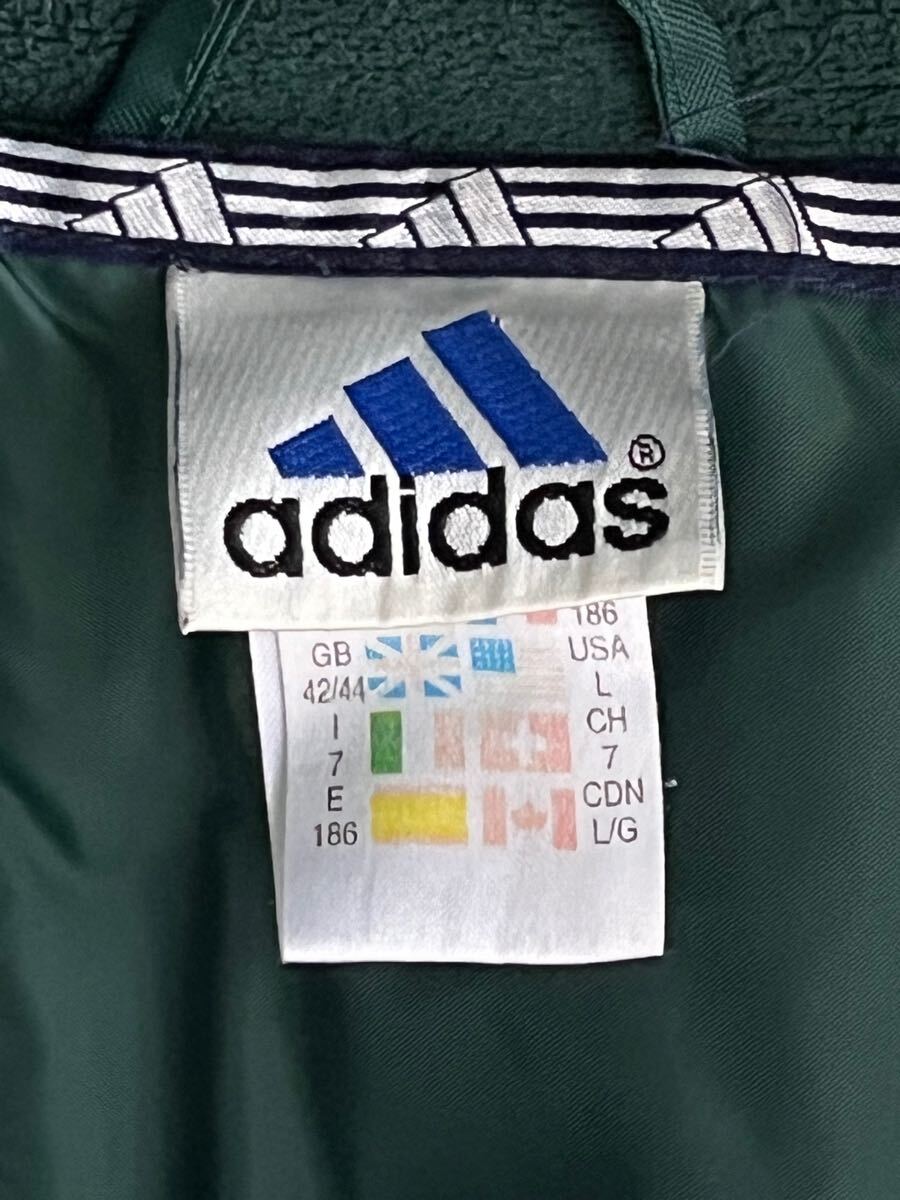 adidas ®
186
GB USA
42/44 L
I CH
7 7
E CDN
186 L/G